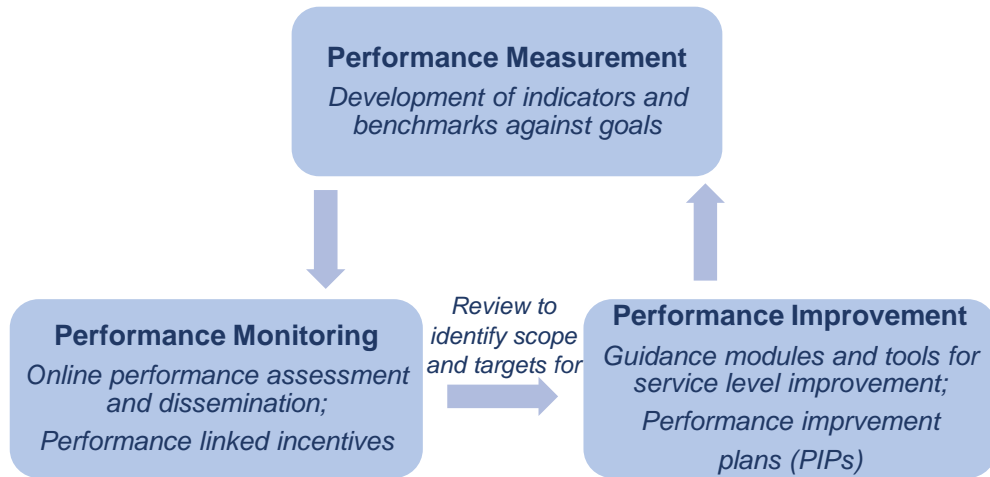 Performance Measurement
Development of indicators and
benchmarks against goals
Performance Monitoring
Online performance assessment
and dissemination;
Performance linked incentives
Review to
identify scope
and targets for
Performance Improvement
Guidance modules and tools for
service level improvement;
Performance imprvement
plans (PIPs)